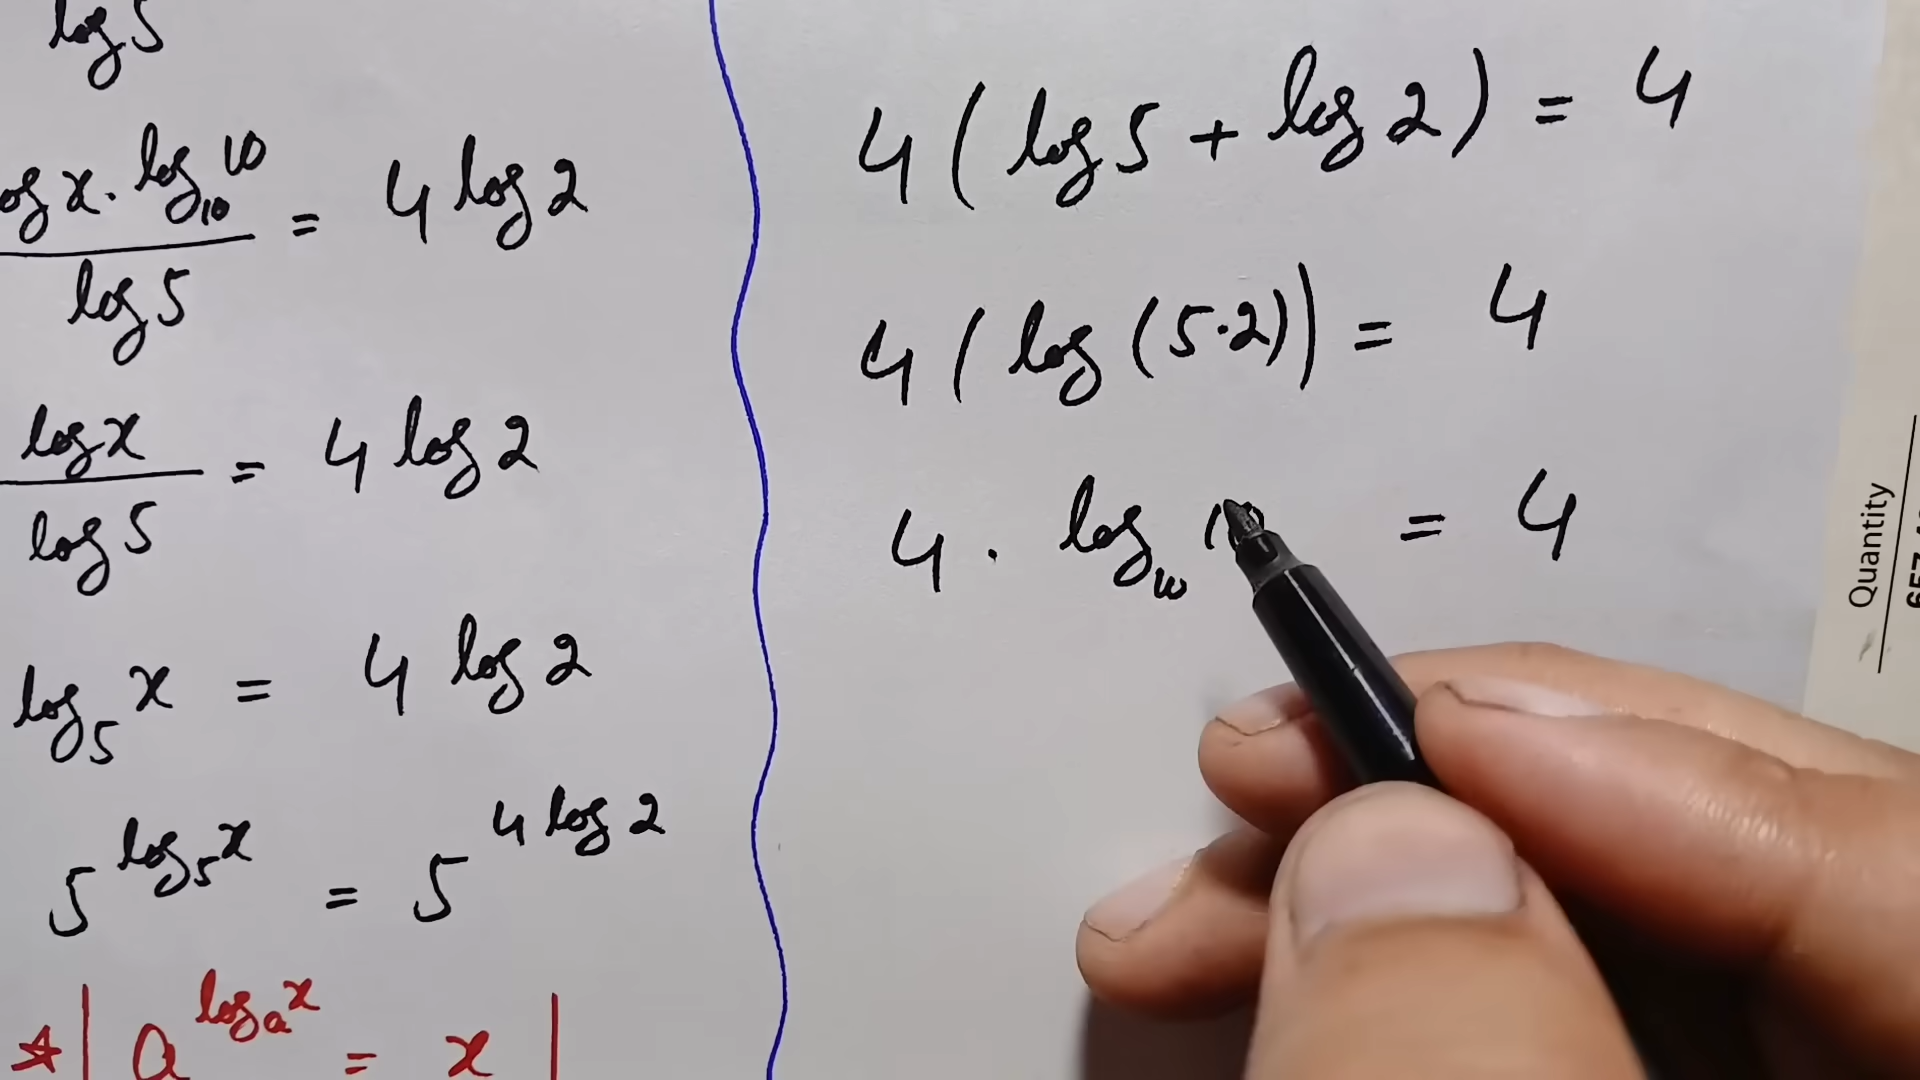 log 5
log x · log₁₀ 10 = 4 log 2
log 5
log x = 4 log 2
log 5
log₅ x = 4 log 2
5^(log₅ x) = 5^(4 log 2)
☆ | a^(logₐ x) = x |
4 ( log 5 + log 2 ) = 4
4 ( log (5·2)) = 4
4 · log₁₀ 10 = 4
Quantity